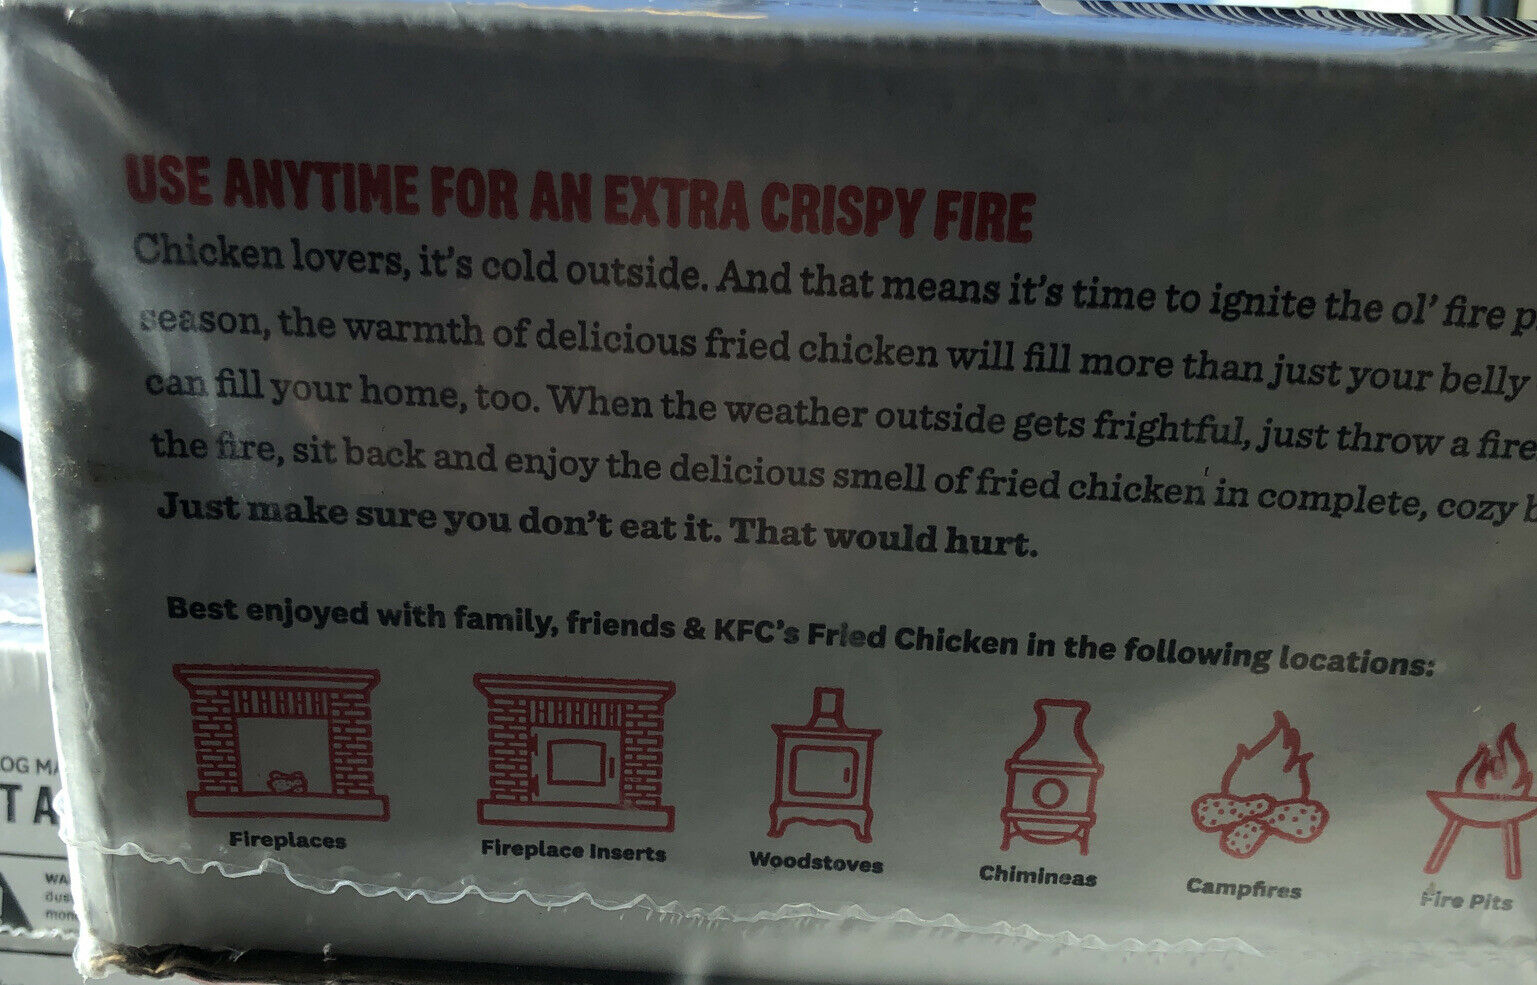 USE ANYTIME FOR AN EXTRA CRISPY FIRE
Chicken lovers, it's cold outside. And that means it's time to ignite the ol' fire p
season, the warmth of delicious fried chicken will fill more than just your belly
can fill your home, too. When the weather outside gets frightful, just throw a fire
the fire, sit back and enjoy the delicious smell of fried chicken in complete, cozy b
Just make sure you don't eat it. That would hurt.
Best enjoyed with family, friends & KFC's Fried Chicken in the following locations:
Fireplaces
Fireplace Inserts
Woodstoves
Chimineas
Campfires
Fire Pits
OG MA
T A
WA
dus
mon